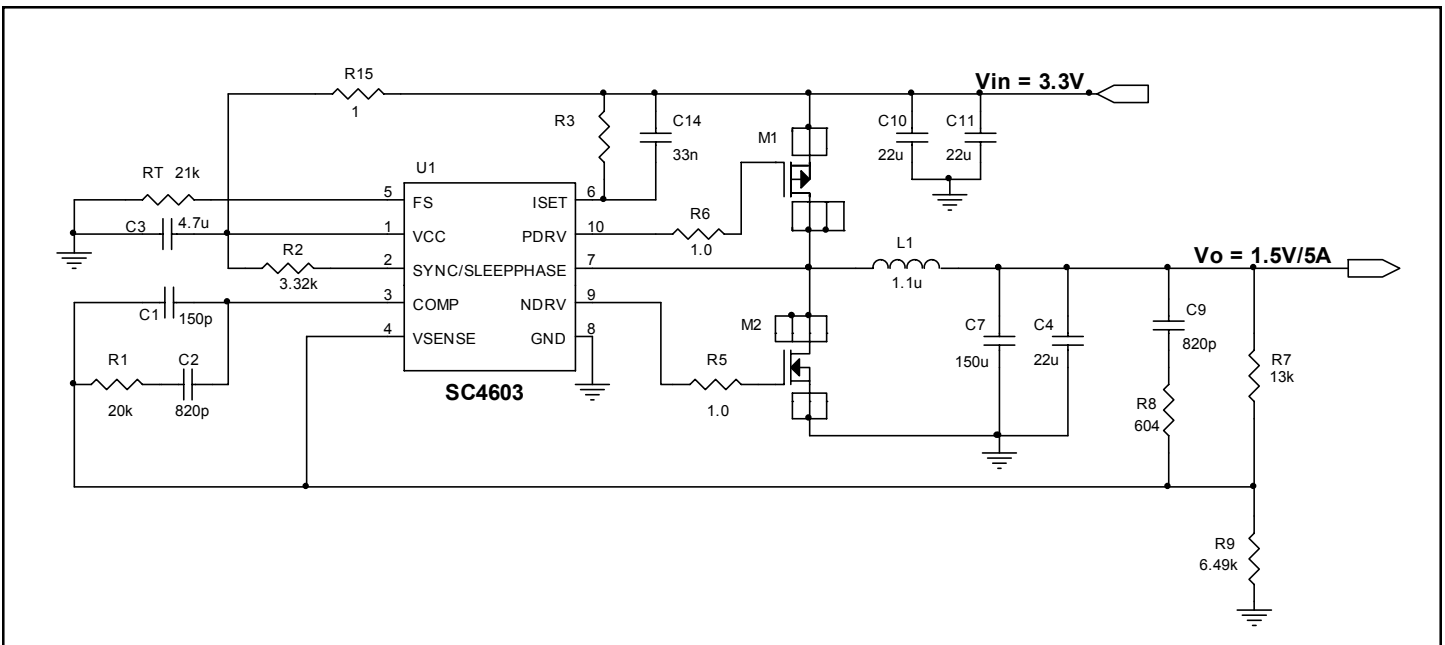 R15
1
Vin = 3.3V
R3
C14
33n
M1
C10
22u
C11
22u
U1
RT 21k
5
FS
ISET
6
C3
4.7u
1
VCC
PDRV
10
R6
1.0
R2
3.32k
2
SYNC/SLEEPPHASE
7
L1
1.1u
Vo = 1.5V/5A
C1
150p
3
COMP
NDRV
9
4
VSENSE
GND
8
M2
R1
20k
C2
820p
SC4603
R5
1.0
C7
150u
C4
22u
C9
820p
R8
604
R7
13k
R9
6.49k